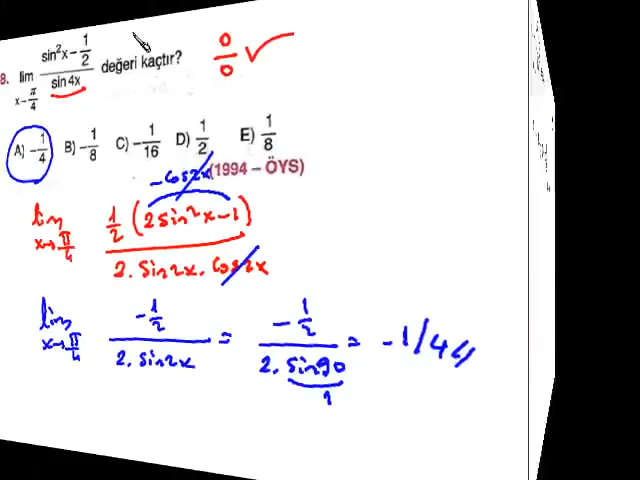 8. lim x→π/4 (sin²x − 1/2) / (sin 4x) değeri kaçtır?
0/0 ✓
A) −1/4 B) −1/8 C) −1/16 D) 1/2 E) 1/8
(1994 – ÖYS)
−cos2x
lim x→π/4 1/2 (2 sin²x − 1) / 2. sin2x. cos2x
lim x→π/4 −1/2 / 2. sin2x = −1/2 / 2. sin90 = −1/4
1